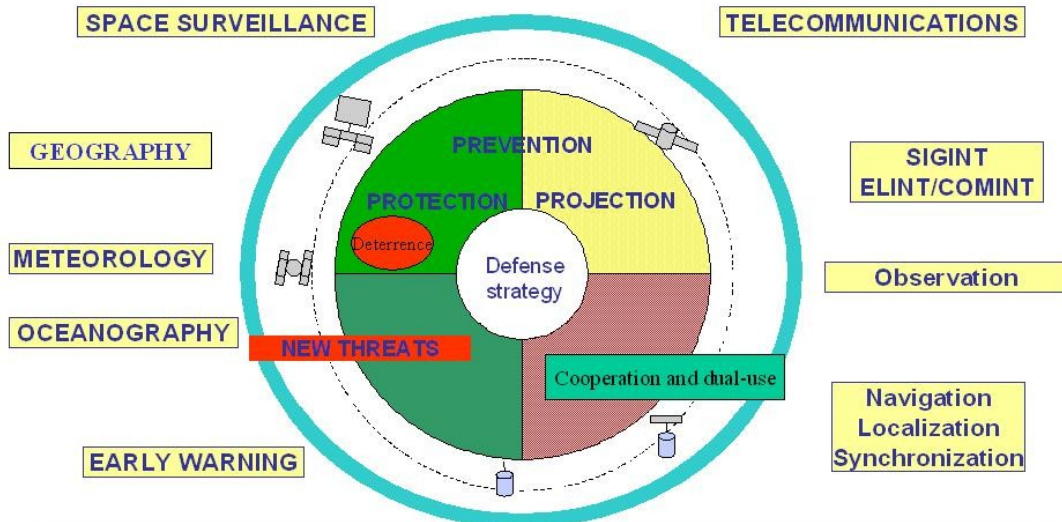 SPACE SURVEILLANCE
TELECOMMUNICATIONS
GEOGRAPHY
PREVENTION
SIGINT
ELINT/COMINT
PROTECTION
PROJECTION
Deterrence
METEOROLOGY
Defense
strategy
Observation
OCEANOGRAPHY
NEW THREATS
Cooperation and dual-use
Navigation
Localization
Synchronization
EARLY WARNING